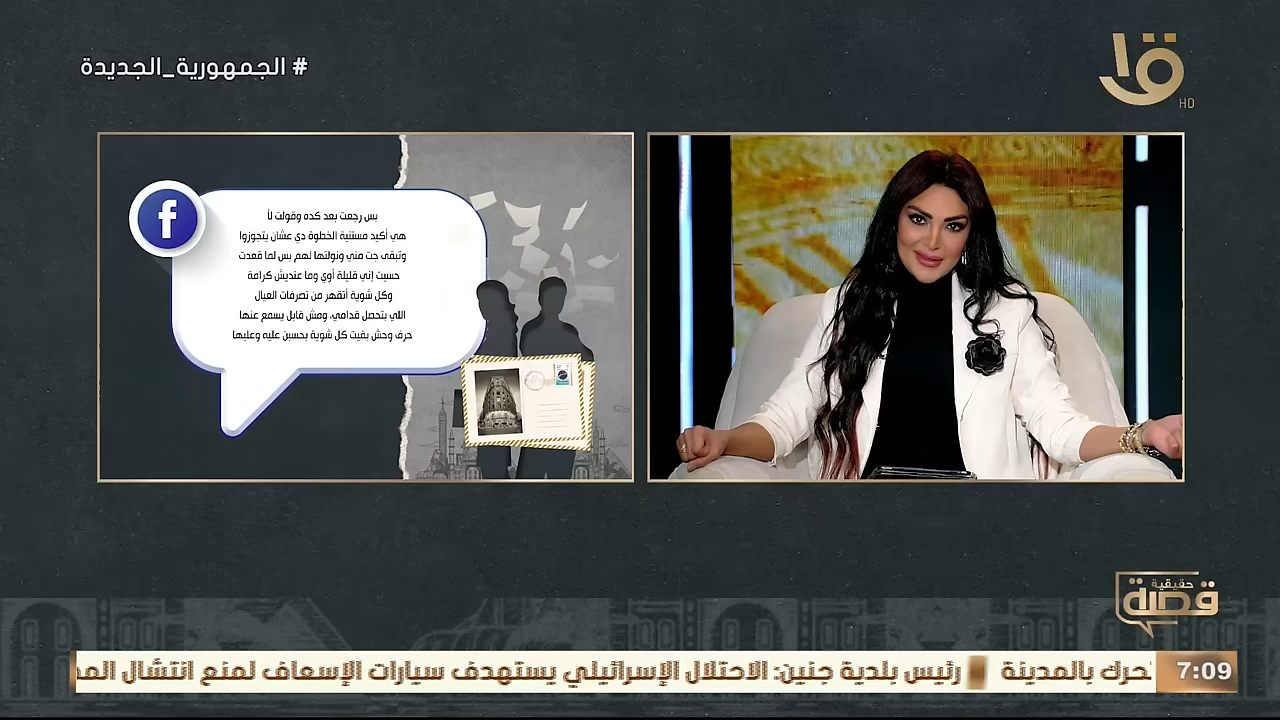 # الجمهورية_الجديدة
HD
بس رجعت بعد كده وقولت لأ
هي أكيد مستنية الخطوة دي عشان يتجوزوا
وتبقى جت مني ونولتها لهم بس لما قعدت
حسيت إني قليلة أوي وما عنديش كرامة
وكل شوية أتقهر من تصرفات العيال
اللي بتحصل قدامي، ومش قابل يسمع عنها
حرف وحش بقيت كل شوية بحسبن عليه وعليها
قصة
حقيقية
حرك بالمدينة رئيس بلدية جنين: الاحتلال الإسرائيلي يستهدف سيارات الإسعاف لمنع انتشال
7:09